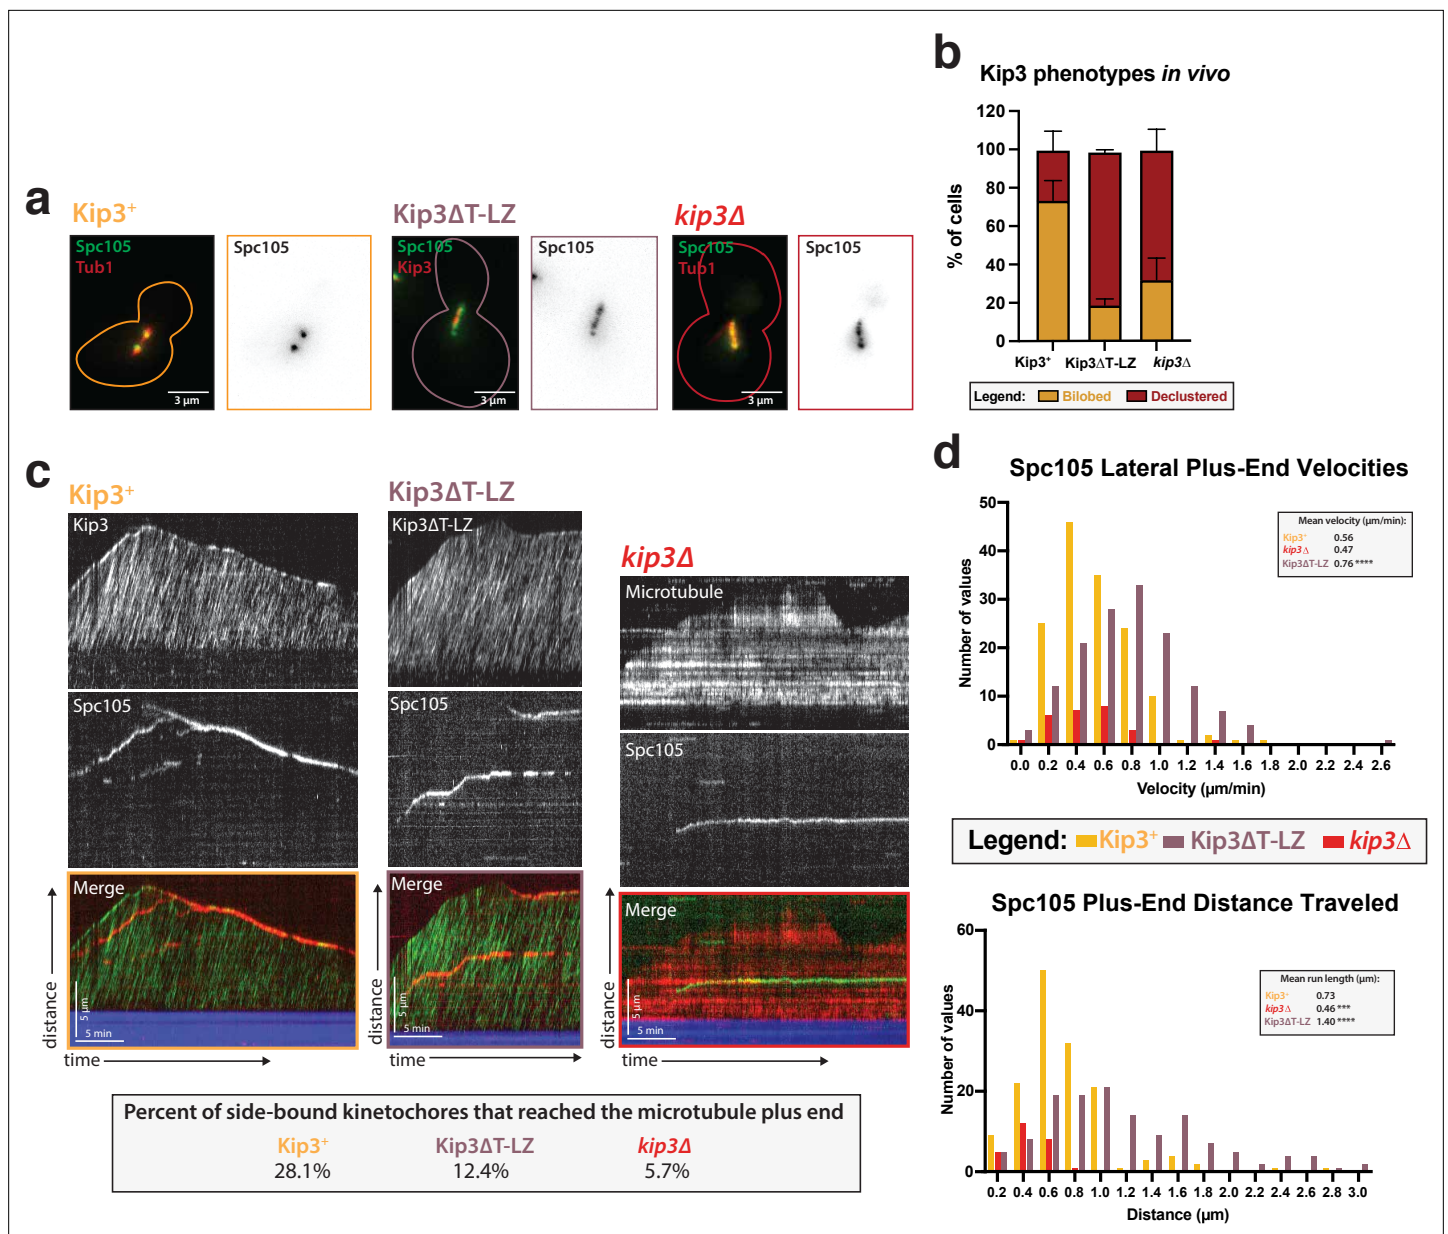 a
Kip3+
Spc105
Tub1
3 µm
Spc105
Kip3ΔT-LZ
Spc105
Kip3
3 µm
Spc105
kip3Δ
Spc105
Tub1
3 µm
Spc105
b
Kip3 phenotypes in vivo
% of cells
120
100
80
60
40
20
0
Kip3+ Kip3ΔT-LZ kip3Δ
Legend: Bilobed Declustered
c
Kip3+
Kip3
Spc105
Merge
5 µm
5 min
distance
time
Kip3ΔT-LZ
Kip3ΔT-LZ
Spc105
Merge
5 µm
5 min
distance
time
kip3Δ
Microtubule
Spc105
Merge
5 µm
5 min
distance
time
Percent of side-bound kinetochores that reached the microtubule plus end
Kip3+ Kip3ΔT-LZ kip3Δ
28.1% 12.4% 5.7%
d
Spc105 Lateral Plus-End Velocities
Number of values
50
40
30
20
10
0
Mean velocity (µm/min):
Kip3+ 0.56
kip3Δ 0.47
Kip3ΔT-LZ 0.76 ****
0.0 0.2 0.4 0.6 0.8 1.0 1.2 1.4 1.6 1.8 2.0 2.2 2.4 2.6
Velocity (µm/min)
Legend: Kip3+ Kip3ΔT-LZ kip3Δ
Spc105 Plus-End Distance Traveled
Number of values
60
40
20
0
Mean run length (µm):
Kip3+ 0.73
kip3Δ 0.46 ***
Kip3ΔT-LZ 1.40 ****
0.2 0.4 0.6 0.8 1.0 1.2 1.4 1.6 1.8 2.0 2.2 2.4 2.6 2.8 3.0
Distance (µm)